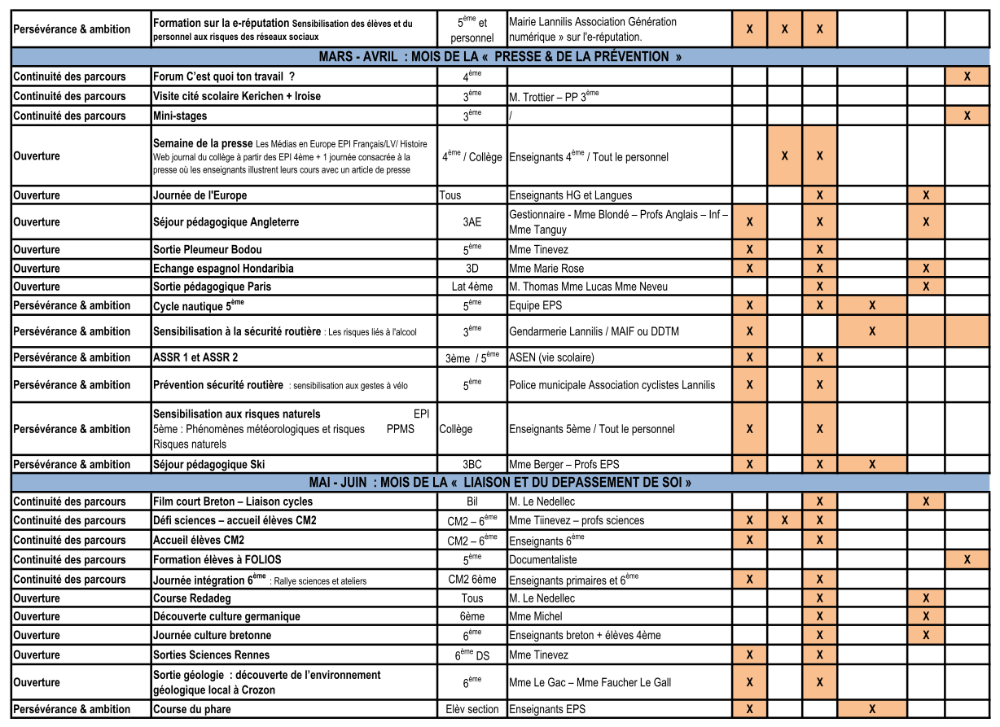 Persévérance & ambition Formation sur la e-réputation Sensibilisation des élèves et du personnel aux risques des réseaux sociaux 5ème et personnel Mairie Lannilis Association Génération numérique » sur l'e-réputation. X X X
MARS - AVRIL : MOIS DE LA « PRESSE & DE LA PRÉVENTION »
Continuité des parcours Forum C'est quoi ton travail ? 4ème X
Continuité des parcours Visite cité scolaire Kerichen + Iroise 3ème M. Trottier – PP 3ème
Continuité des parcours Mini-stages 3ème / X
Ouverture Semaine de la presse Les Médias en Europe EPI Français/LV/ Histoire Web journal du collège à partir des EPI 4ème + 1 journée consacrée à la presse où les enseignants illustrent leurs cours avec un article de presse 4ème / Collège Enseignants 4ème / Tout le personnel X X
Ouverture Journée de l'Europe Tous Enseignants HG et Langues X X
Ouverture Séjour pédagogique Angleterre 3AE Gestionnaire - Mme Blondé – Profs Anglais – Inf – Mme Tanguy X X X
Ouverture Sortie Pleumeur Bodou 5ème Mme Tinevez X X
Ouverture Echange espagnol Hondaribia 3D Mme Marie Rose X X X
Ouverture Sortie pédagogique Paris Lat 4ème M. Thomas Mme Lucas Mme Neveu X X
Persévérance & ambition Cycle nautique 5ème 5ème Equipe EPS X X X
Persévérance & ambition Sensibilisation à la sécurité routière : Les risques liés à l'alcool 3ème Gendarmerie Lannilis / MAIF ou DDTM X X
Persévérance & ambition ASSR 1 et ASSR 2 3ème / 5ème ASEN (vie scolaire) X X
Persévérance & ambition Prévention sécurité routière : sensibilisation aux gestes à vélo 5ème Police municipale Association cyclistes Lannilis X X
Persévérance & ambition Sensibilisation aux risques naturels EPI 5ème : Phénomènes météorologiques et risques PPMS Risques naturels Collège Enseignants 5ème / Tout le personnel X X
Persévérance & ambition Séjour pédagogique Ski 3BC Mme Berger – Profs EPS X X X
MAI - JUIN : MOIS DE LA « LIAISON ET DU DEPASSEMENT DE SOI »
Continuité des parcours Film court Breton – Liaison cycles Bil M. Le Nedellec X X
Continuité des parcours Défi sciences – accueil élèves CM2 CM2 – 6ème Mme Tiinevez – profs sciences X X X
Continuité des parcours Accueil élèves CM2 CM2 – 6ème Enseignants 6ème X X
Continuité des parcours Formation élèves à FOLIOS 5ème Documentaliste X
Continuité des parcours Journée intégration 6ème : Rallye sciences et ateliers CM2 6ème Enseignants primaires et 6ème X X
Ouverture Course Redadeg Tous M. Le Nedellec X X
Ouverture Découverte culture germanique 6ème Mme Michel X X
Ouverture Journée culture bretonne 6ème Enseignants breton + élèves 4ème X X
Ouverture Sorties Sciences Rennes 6ème DS Mme Tinevez X X
Ouverture Sortie géologie : découverte de l'environnement géologique local à Crozon 6ème Mme Le Gac – Mme Faucher Le Gall X X
Persévérance & ambition Course du phare Elèv section Enseignants EPS X X